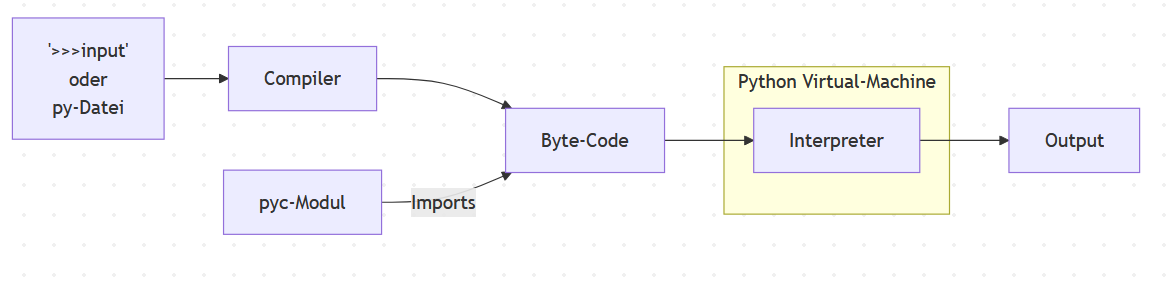 '>>>input'
oder
py-Datei
Compiler
pyc-Modul
Imports
Byte-Code
Python Virtual-Machine
Interpreter
Output